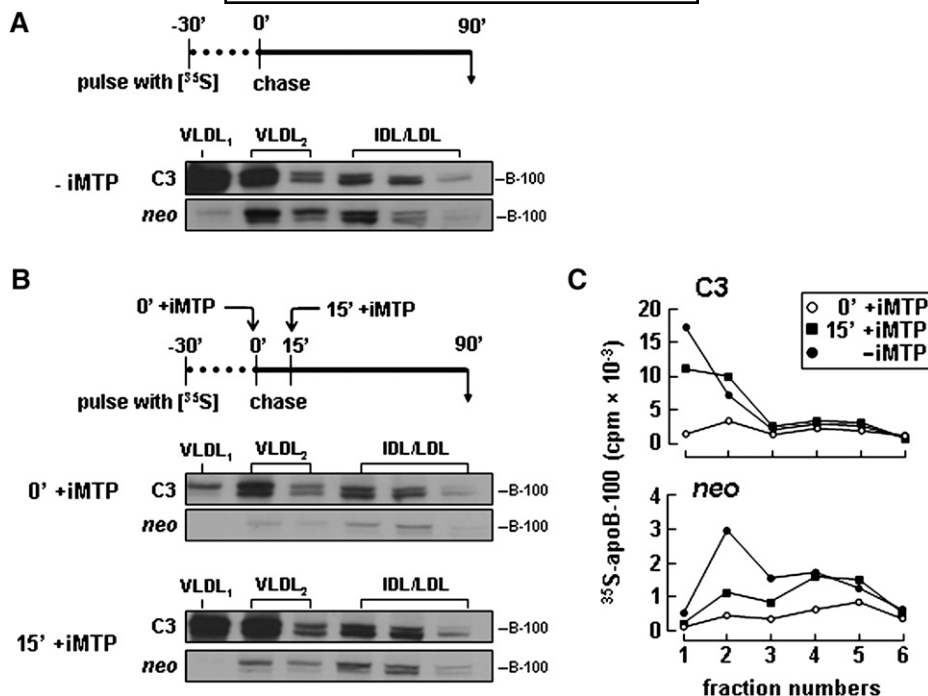 A
-30' 0' 90'
pulse with [³⁵S] chase
VLDL₁ VLDL₂ IDL/LDL
- iMTP C3 –B-100
neo –B-100
B
0' +iMTP 15' +iMTP
-30' 0' 15' 90'
pulse with [³⁵S] chase
VLDL₁ VLDL₂ IDL/LDL
0' +iMTP C3 –B-100
neo –B-100
VLDL₁ VLDL₂ IDL/LDL
15' +iMTP C3 –B-100
neo –B-100
C
C3
0' +iMTP
15' +iMTP
–iMTP
20
15
10
5
0
neo
4
3
2
1
0
³⁵S-apoB-100 (cpm × 10⁻³)
1 2 3 4 5 6
fraction numbers